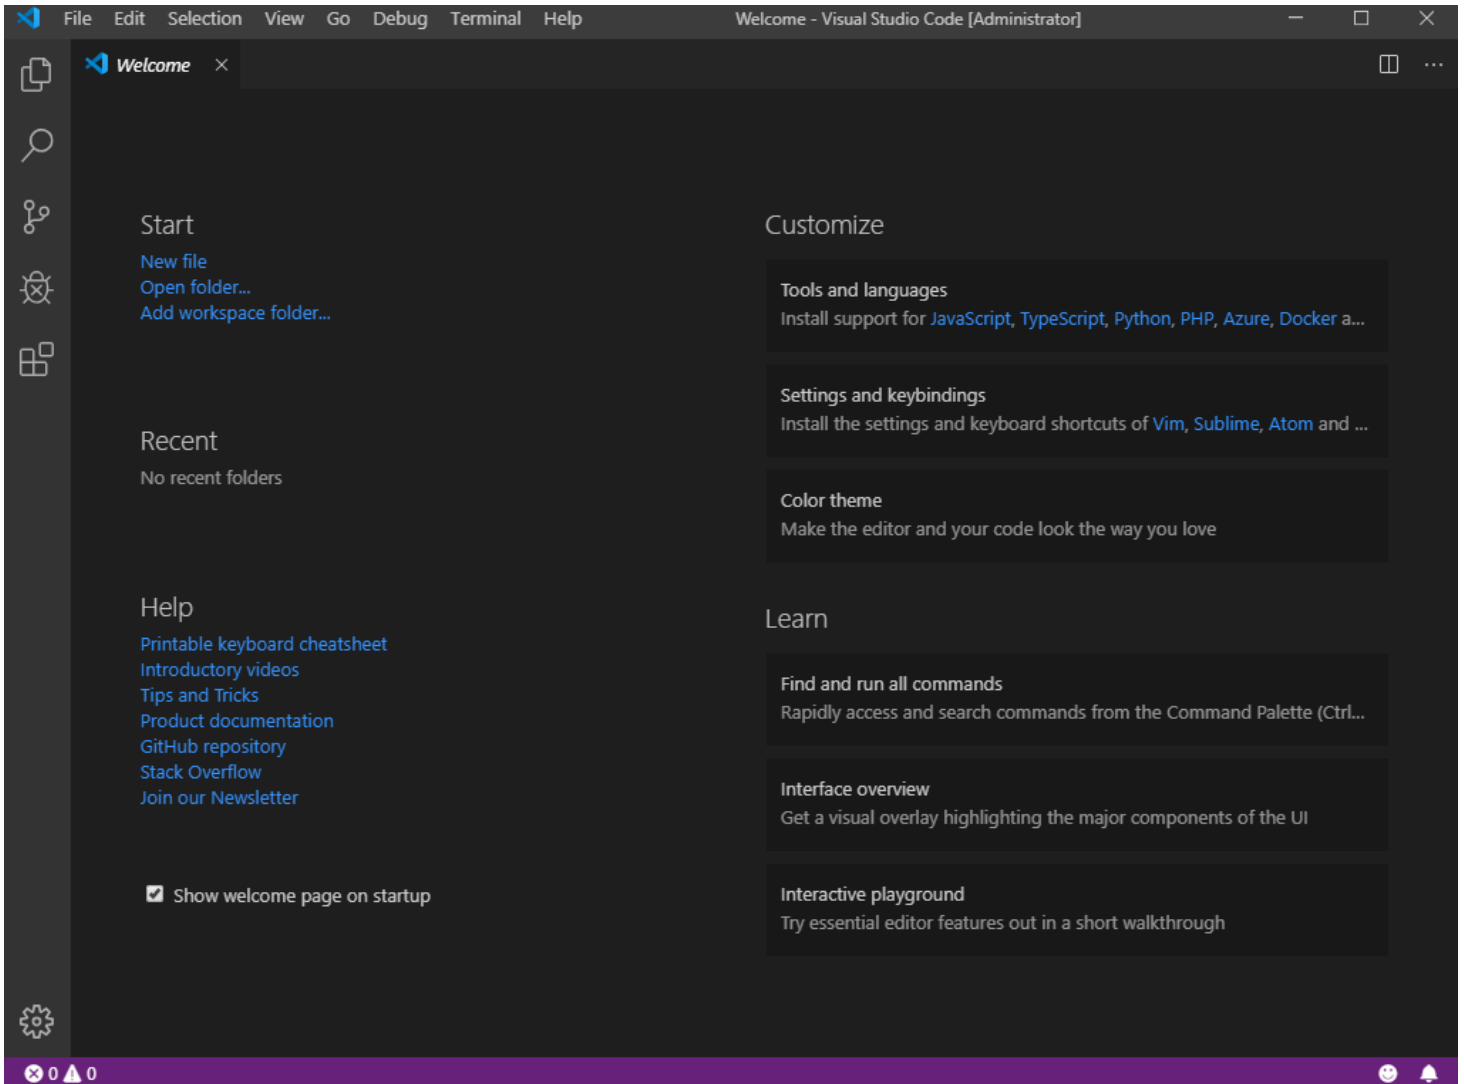 File Edit Selection View Go Debug Terminal Help Welcome - Visual Studio Code [Administrator]
Welcome
Start
New file
Open folder...
Add workspace folder...
Recent
No recent folders
Help
Printable keyboard cheatsheet
Introductory videos
Tips and Tricks
Product documentation
GitHub repository
Stack Overflow
Join our Newsletter
Show welcome page on startup
Customize
Tools and languages
Install support for JavaScript, TypeScript, Python, PHP, Azure, Docker a...
Settings and keybindings
Install the settings and keyboard shortcuts of Vim, Sublime, Atom and ...
Color theme
Make the editor and your code look the way you love
Learn
Find and run all commands
Rapidly access and search commands from the Command Palette (Ctrl...
Interface overview
Get a visual overlay highlighting the major components of the UI
Interactive playground
Try essential editor features out in a short walkthrough
0 0